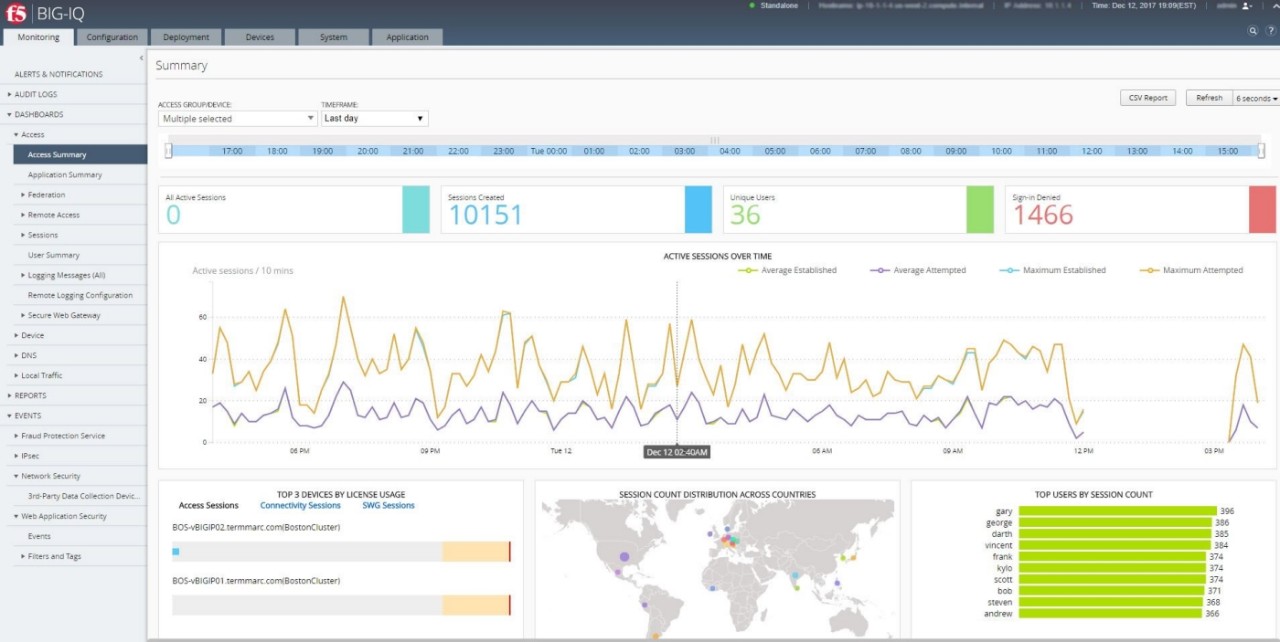 f5 BIG-IQ
Standalone
Time: Dec 12, 2017 19:09(EST)
admin
Monitoring Configuration Deployment Devices System Application
ALERTS & NOTIFICATIONS
AUDIT LOGS
DASHBOARDS
Access
Access Summary
Application Summary
Federation
Remote Access
Sessions
User Summary
Logging Messages (All)
Remote Logging Configuration
Secure Web Gateway
Device
DNS
Local Traffic
REPORTS
EVENTS
Fraud Protection Service
IPsec
Network Security
3rd-Party Data Collection Devic...
Web Application Security
Events
Filters and Tags
Summary
CSV Report Refresh 6 seconds
ACCESS GROUP/DEVICE: TIMEFRAME:
Multiple selected Last day
17:00 18:00 19:00 20:00 21:00 22:00 23:00 Tue 00:00 01:00 02:00 03:00 04:00 05:00 06:00 07:00 08:00 09:00 10:00 11:00 12:00 13:00 14:00 15:00
All Active Sessions
0
Sessions Created
10151
Unique Users
36
Sign-in Denied
1466
ACTIVE SESSIONS OVER TIME
Active sessions / 10 mins
Average Established Average Attempted Maximum Established Maximum Attempted
60
40
20
0
06 PM 09 PM Tue 12 Dec 12 02:40AM 06 AM 09 AM 12 PM 03 PM
TOP 3 DEVICES BY LICENSE USAGE
Access Sessions Connectivity Sessions SWG Sessions
BOS-vBIGIP02.termmarc.com(BostonCluster)
BOS-vBIGIP01.termmarc.com(BostonCluster)
SESSION COUNT DISTRIBUTION ACROSS COUNTRIES
TOP USERS BY SESSION COUNT
gary 396
george 386
darth 385
vincent 384
frank 374
kylo 374
scott 374
bob 371
steven 368
andrew 366